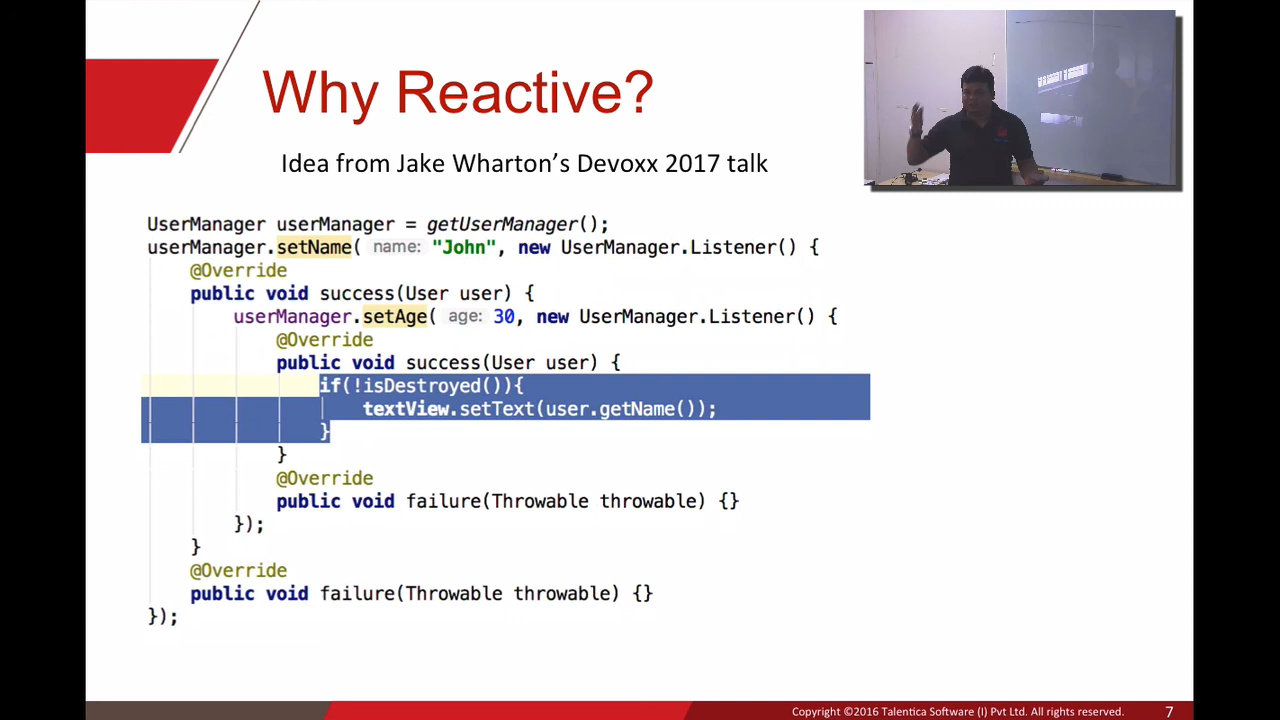 Why Reactive?
Idea from Jake Wharton’s Devoxx 2017 talk
UserManager userManager = getUserManager();
userManager.setName( name: "John", new UserManager.Listener() {
@Override
public void success(User user) {
userManager.setAge( age: 30, new UserManager.Listener() {
@Override
public void success(User user) {
if(!isDestroyed()){
textView.setText(user.getName());
}
}
@Override
public void failure(Throwable throwable) {}
});
}
@Override
public void failure(Throwable throwable) {}
});
Copyright ©2016 Talentica Software (I) Pvt Ltd. All rights reserved.
7